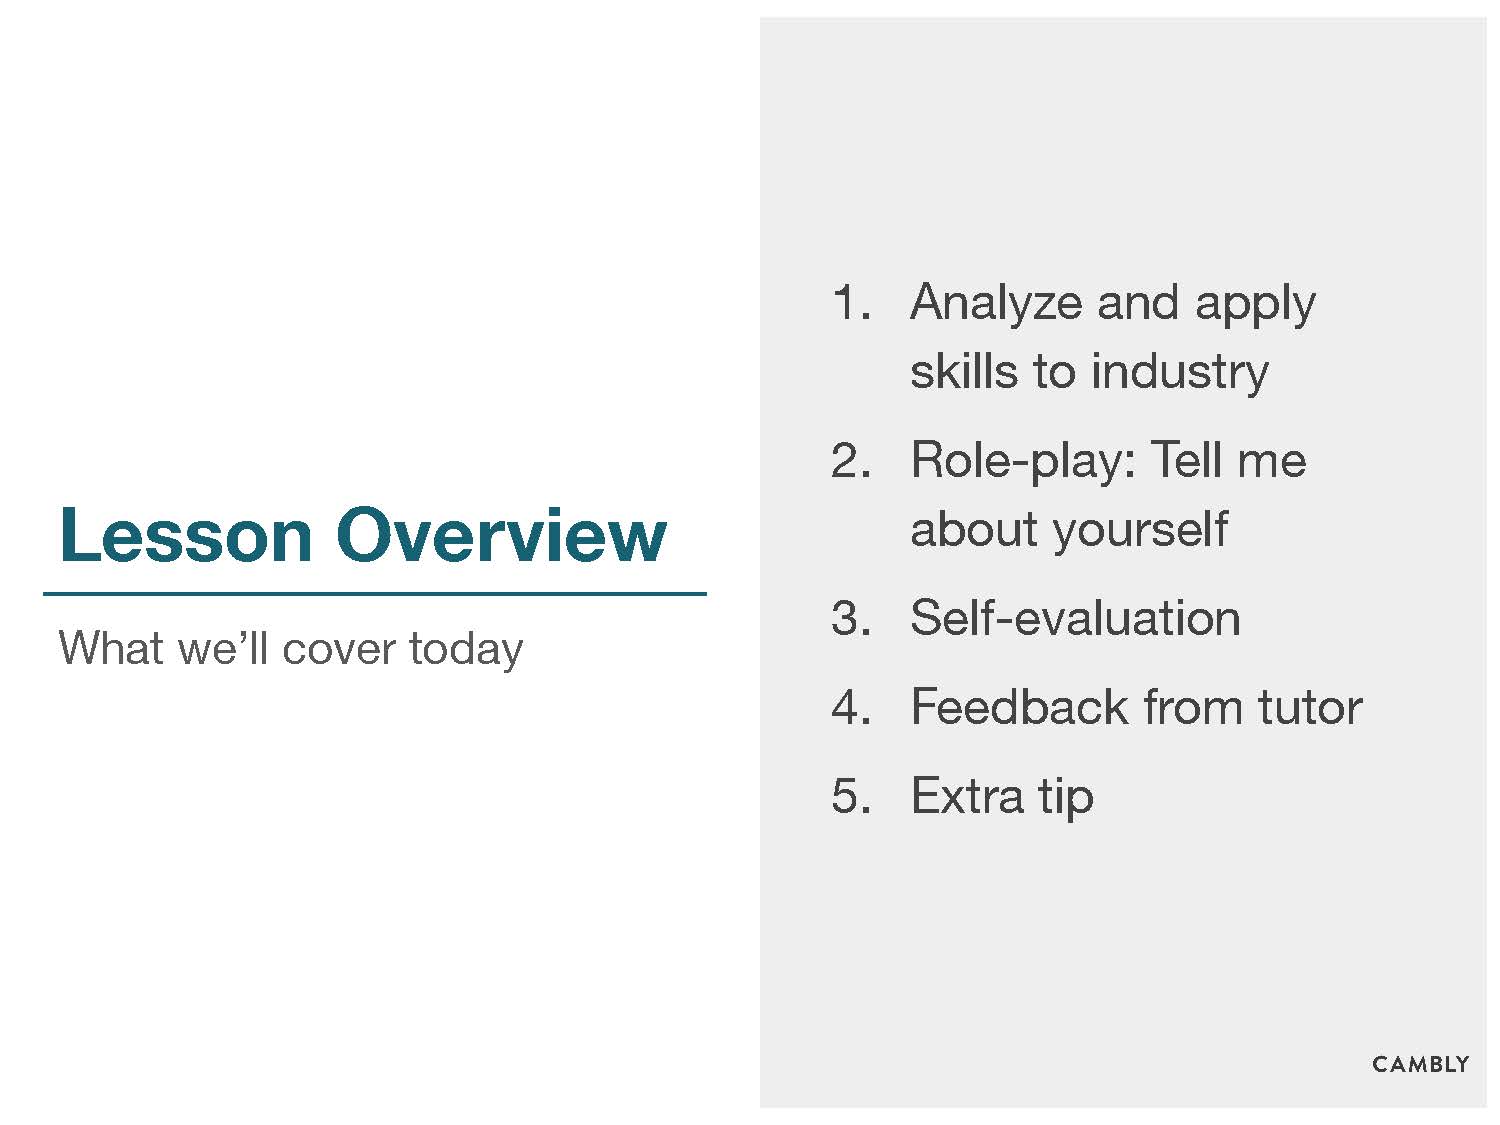 Lesson Overview
What we’ll cover today
1. Analyze and apply
skills to industry
2. Role-play: Tell me
about yourself
3. Self-evaluation
4. Feedback from tutor
5. Extra tip
CAMBLY